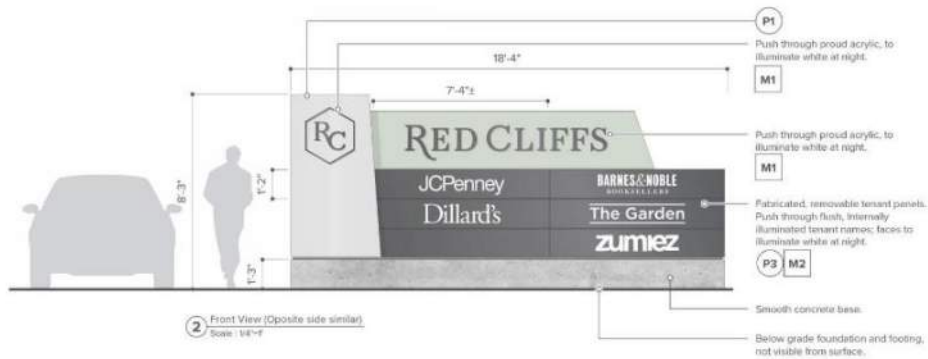 P1
Push through proud acrylic, to
illuminate white at night.
M1
18'-4"
7'-4"±
RC
RED CLIFFS
Push through proud acrylic, to
illuminate white at night.
M1
8'-3"
1'-2"
JCPenney
BARNES & NOBLE
BOOKSELLERS
Dillard's
The Garden
zumiez
Fabricated, removable tenant panels.
Push through flush, internally
illuminated tenant names; faces to
illuminate white at night.
P3 M2
1'-3"
Smooth concrete base.
2 Front View (Oposite side similar)
Scale : 1/4"=1'
Below grade foundation and footing,
not visible from surface.